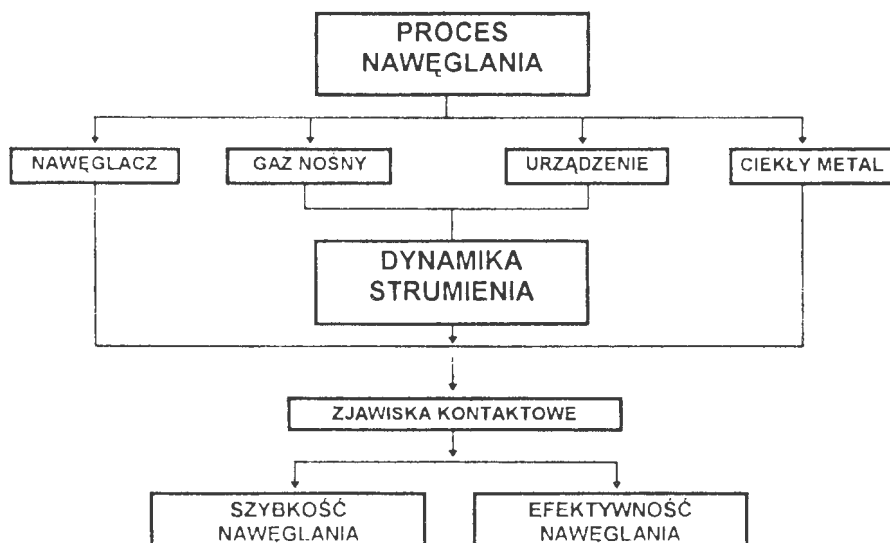 PROCES
NAWĘGLANIA
NAWĘGLACZ
GAZ NOŚNY
URZĄDZENIE
CIEKŁY METAL
DYNAMIKA
STRUMIENIA
ZJAWISKA KONTAKTOWE
SZYBKOŚĆ
NAWĘGLANIA
EFEKTYWNOŚĆ
NAWĘGLANIA